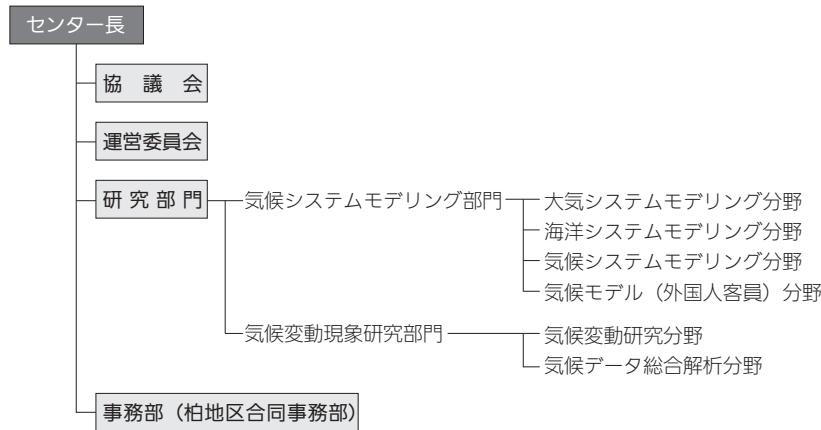 センター長
協　議　会
運営委員会
研 究 部 門
気候システムモデリング部門
大気システムモデリング分野
海洋システムモデリング分野
気候システムモデリング分野
気候モデル（外国人客員）分野
気候変動現象研究部門
気候変動研究分野
気候データ総合解析分野
事務部（柏地区合同事務部）